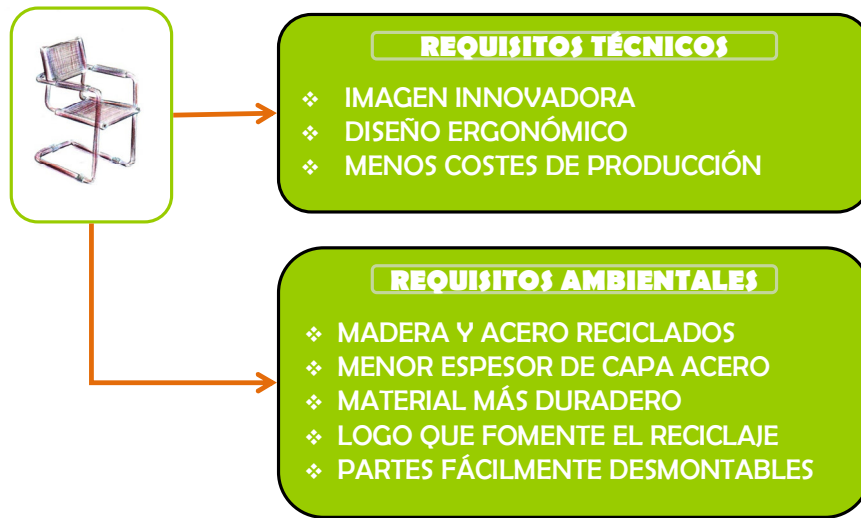 REQUISITOS TÉCNICOS
❖ IMAGEN INNOVADORA
❖ DISEÑO ERGONÓMICO
❖ MENOS COSTES DE PRODUCCIÓN
REQUISITOS AMBIENTALES
❖ MADERA Y ACERO RECICLADOS
❖ MENOR ESPESOR DE CAPA ACERO
❖ MATERIAL MÁS DURADERO
❖ LOGO QUE FOMENTE EL RECICLAJE
❖ PARTES FÁCILMENTE DESMONTABLES